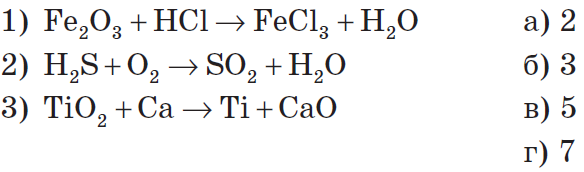 1) Fe₂O₃ + HCl → FeCl₃ + H₂O а) 2
2) H₂S + O₂ → SO₂ + H₂O б) 3
3) TiO₂ + Ca → Ti + CaO в) 5
г) 7